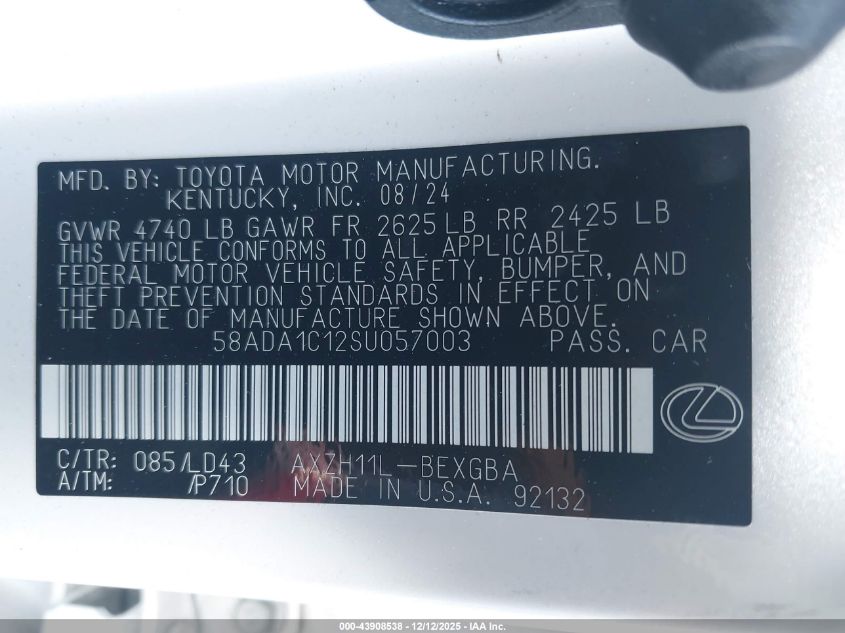 MFD. BY: TOYOTA MOTOR MANUFACTURING.
KENTUCKY, INC. 08/24
GVWR 4740 LB GAWR FR 2625 LB RR 2425 LB
THIS VEHICLE CONFORMS TO ALL APPLICABLE
FEDERAL MOTOR VEHICLE SAFETY, BUMPER, AND
THEFT PREVENTION STANDARDS IN EFFECT ON
THE DATE OF MANUFACTURE SHOWN ABOVE.
58ADA1C12SU057003 PASS. CAR
C/TR: 085/LD43 AXZH11L-BEXGBA
A/TM: /P710 MADE IN U.S.A. 92132
000-43908538 - 12/12/2025 - IAA Inc.